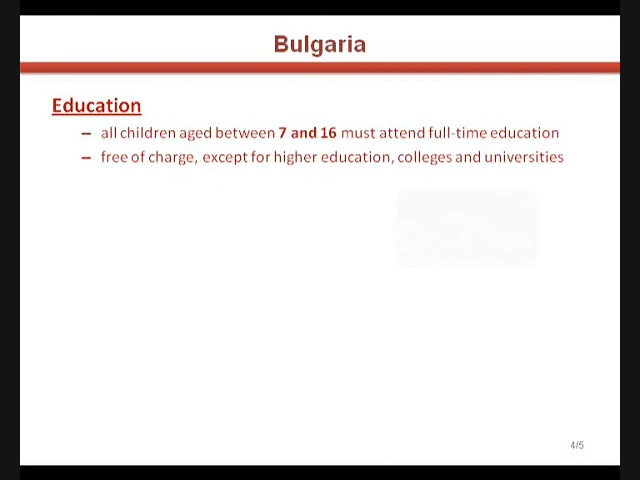 Bulgaria
Education
– all children aged between 7 and 16 must attend full-time education
– free of charge, except for higher education, colleges and universities
4/5